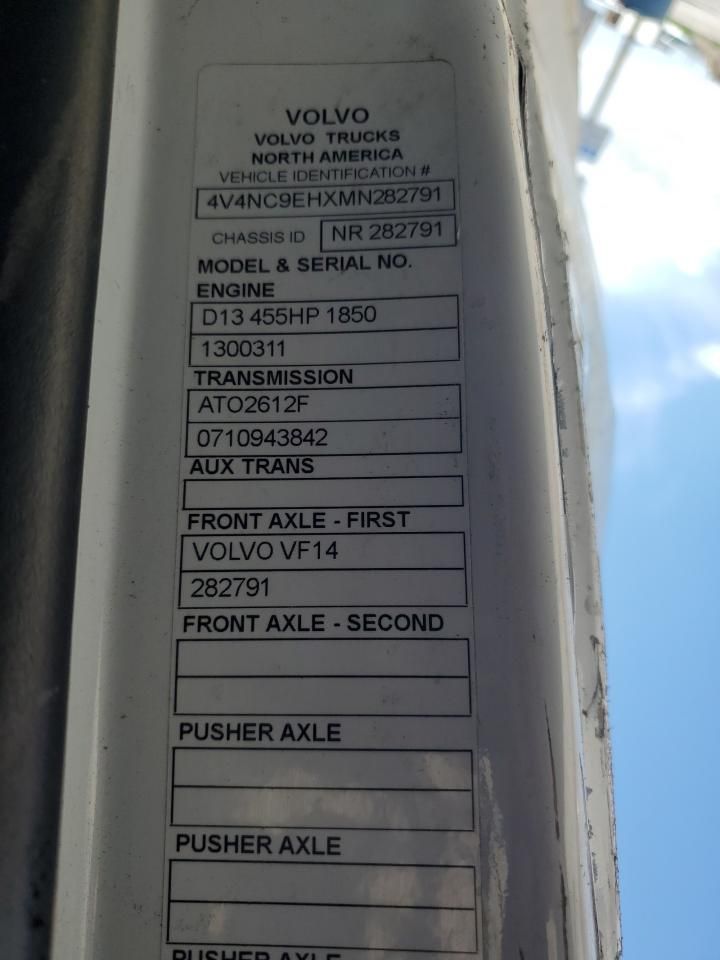 VOLVO
VOLVO TRUCKS
NORTH AMERICA
VEHICLE IDENTIFICATION #
4V4NC9EHXMN282791
CHASSIS ID NR 282791
MODEL & SERIAL NO.
ENGINE
D13 455HP 1850
1300311
TRANSMISSION
ATO2612F
0710943842
AUX TRANS
FRONT AXLE - FIRST
VOLVO VF14
282791
FRONT AXLE - SECOND
PUSHER AXLE
PUSHER AXLE
PUSHER AXLE